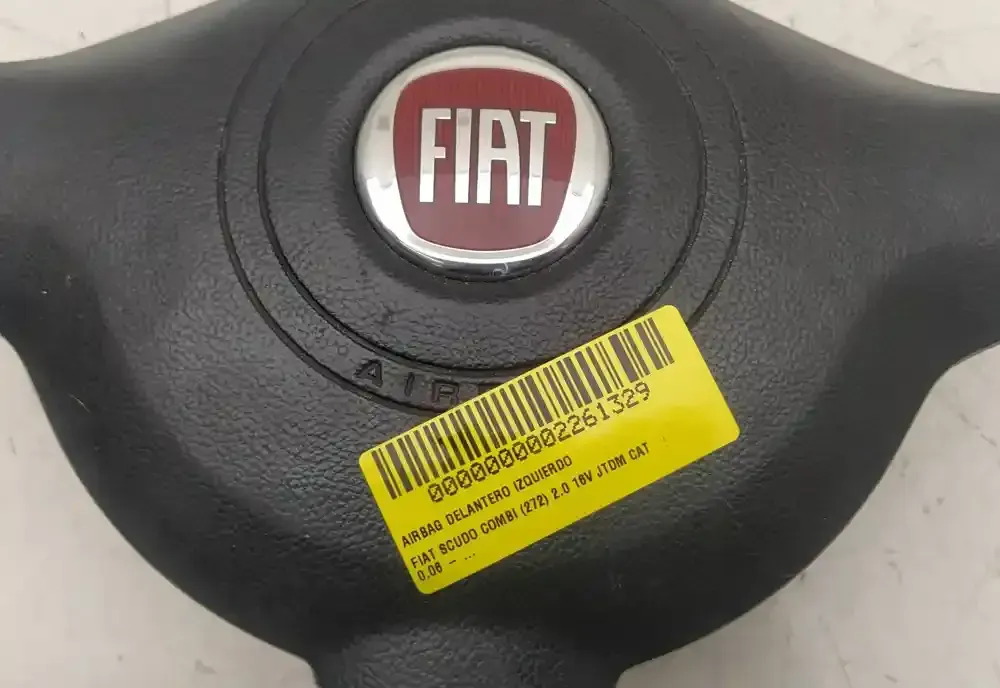 FIAT
AIR
0000000002261329
AIRBAG DELANTERO IZQUIERDO
FIAT SCUDO COMBI (272) 2.0 16V JTDM CAT
0.06 - ...